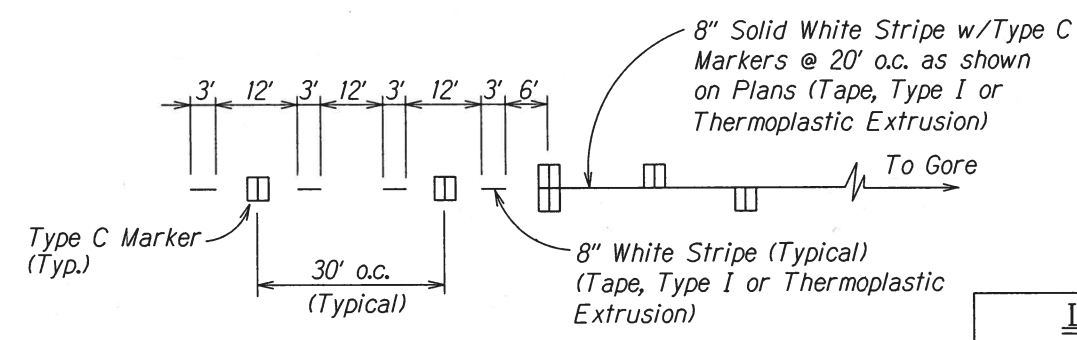 8" Solid White Stripe w/Type C
Markers @ 20' o.c. as shown
on Plans (Tape, Type I or
Thermoplastic Extrusion)
3' 12' 3' 12' 3' 12' 3' 6'
To Gore
Type C Marker
(Typ.)
30' o.c.
(Typical)
8" White Stripe (Typical)
(Tape, Type I or Thermoplastic
Extrusion)